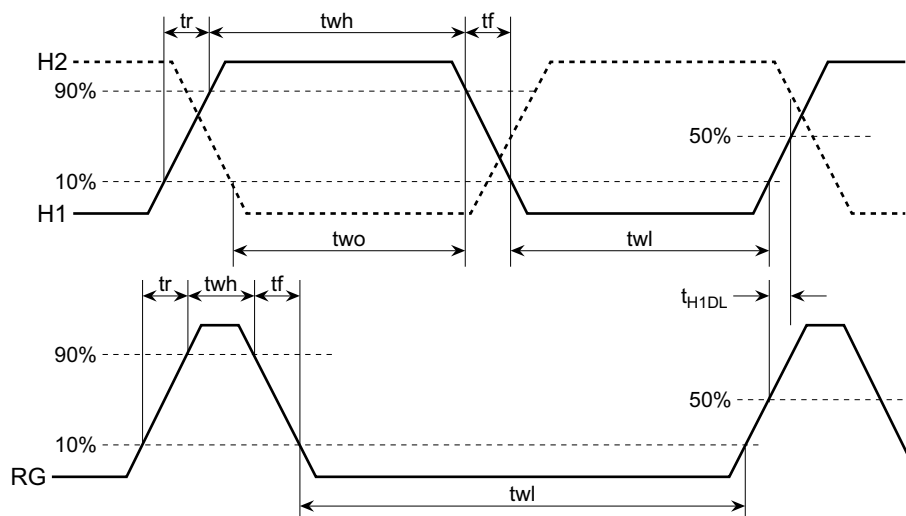 tr twh tf
H2
90%
50%
10%
H1
two twl
tr twh tf
tH1DL
90%
50%
10%
RG
twl